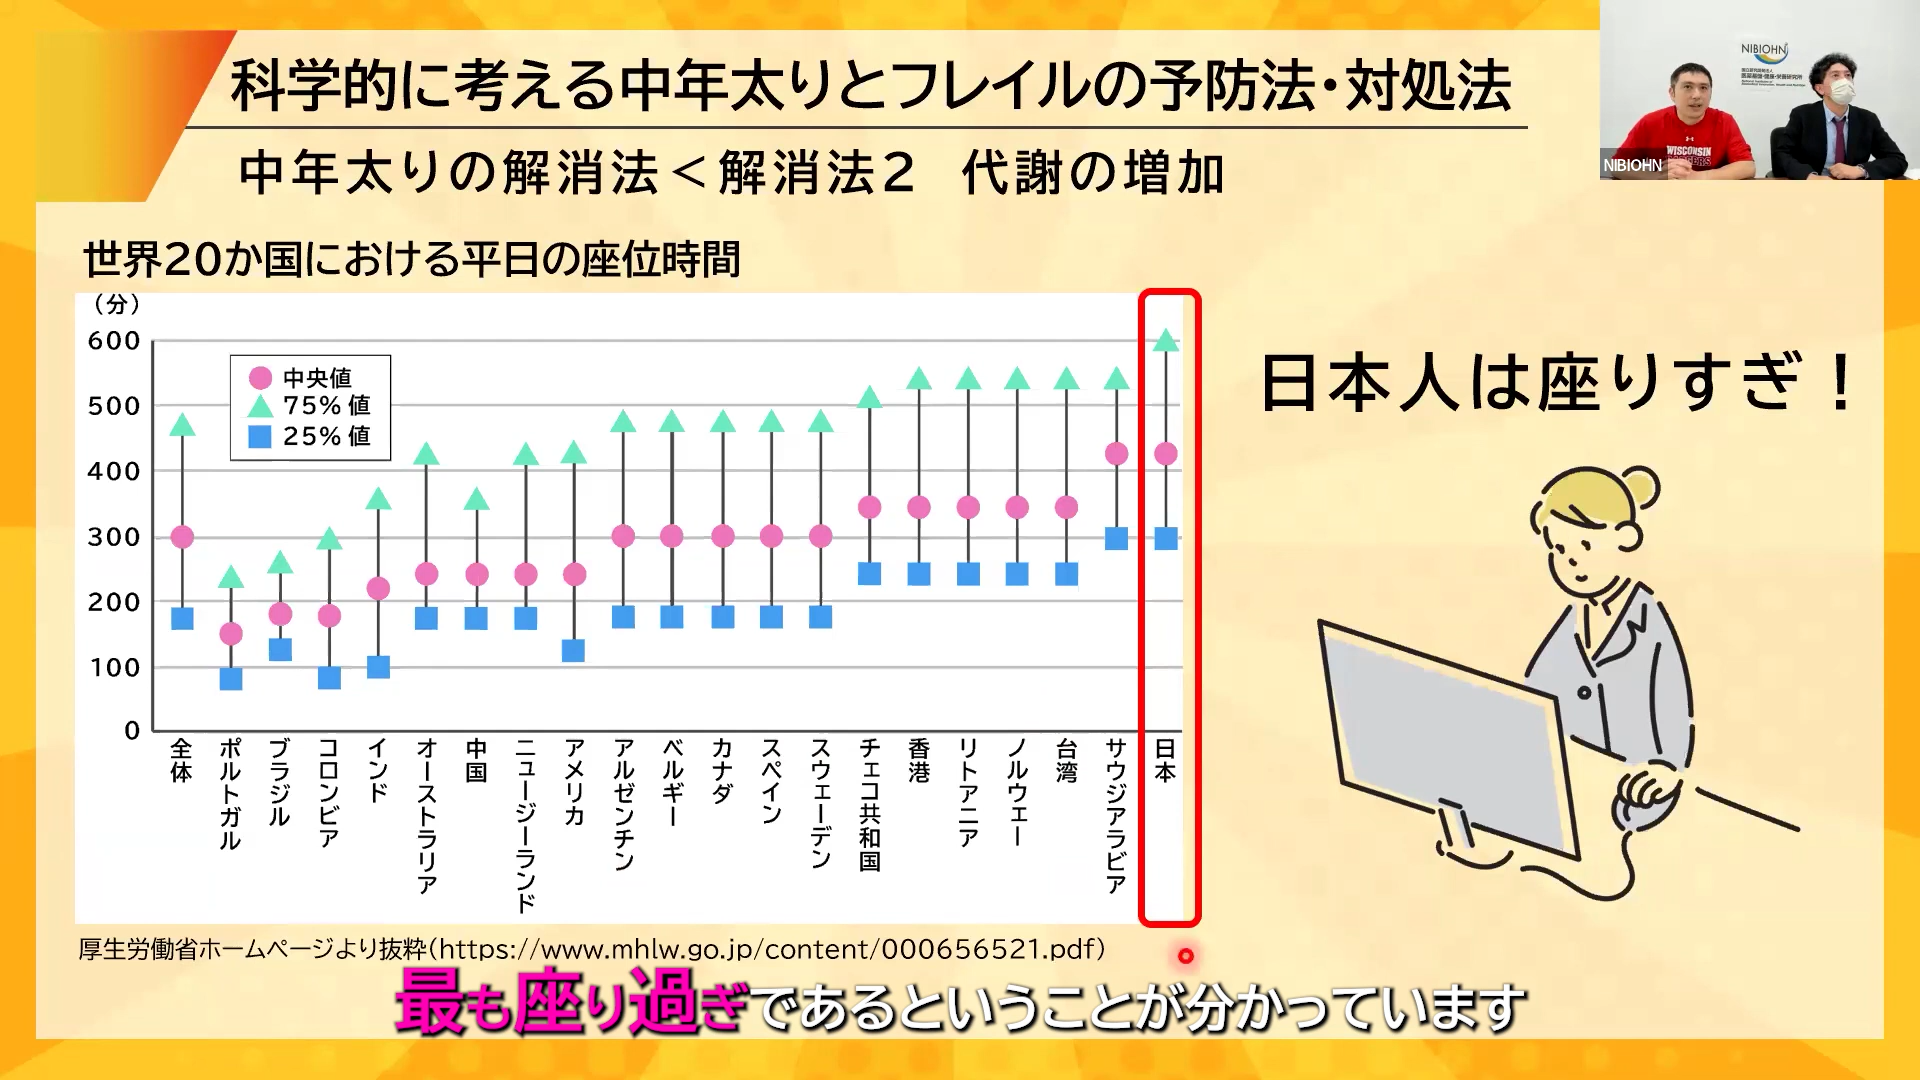 科学的に考える中年太りとフレイルの予防法・対処法
中年太りの解消法＜解消法2 代謝の増加
NIBIOHN
WISCONSIN
NIBIOHN
世界20か国における平日の座位時間
（分）
600
500
400
300
200
100
0
中央値
75% 値
25% 値
全体
ポルトガル
ブラジル
コロンビア
インド
オーストラリア
中国
ニュージーランド
アメリカ
アルゼンチン
ベルギー
カナダ
スペイン
スウェーデン
チェコ共和国
香港
リトアニア
ノルウェー
台湾
サウジアラビア
日本
日本人は座りすぎ！
厚生労働省ホームページより抜粋（https://www.mhlw.go.jp/content/000656521.pdf）
最も座り過ぎであるということが分かっています